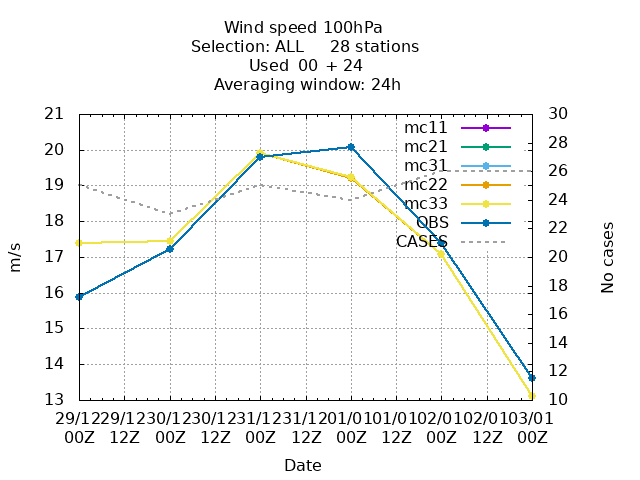 Wind speed 100hPa
Selection: ALL 28 stations
Used 00 + 24
Averaging window: 24h
21 30
20 28
19 26
18 24
17 22
16 20
15 18
14 16
13 14
12
10
m/s
No cases
mc11
mc21
mc31
mc22
mc33
OBS
CASES
29/12 29/12 30/12 30/12 31/12 31/12 01/01 01/01 02/01 02/01 03/01
00Z 12Z 00Z 12Z 00Z 12Z 00Z 12Z 00Z 12Z 00Z
Date